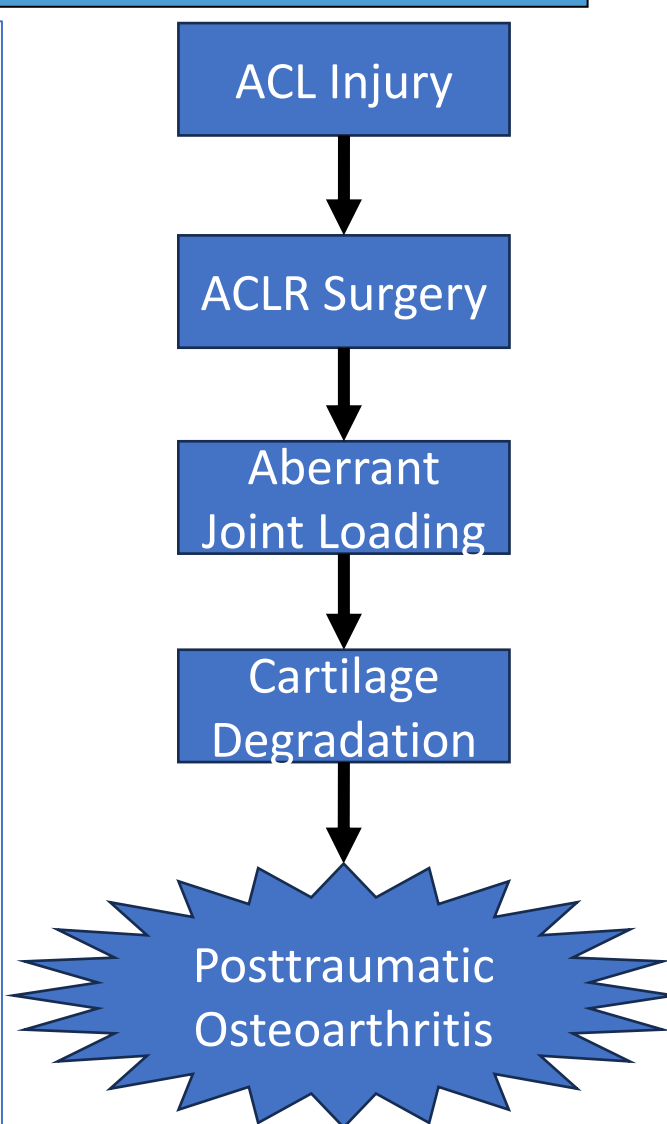 ACL Injury
ACLR Surgery
Aberrant
Joint Loading
Cartilage
Degradation
Posttraumatic
Osteoarthritis